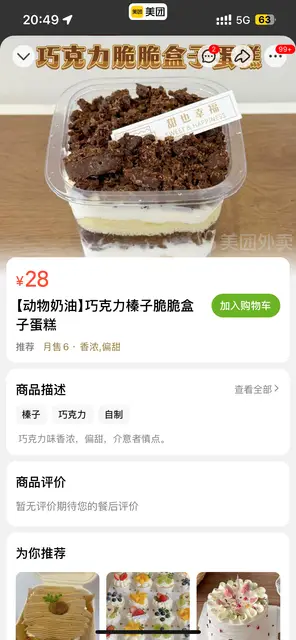 20:49
美团
美团
5G
63
巧克力脆脆盒子蛋糕
2
99+
甜也幸福
SWEET & HAPPINESS
美团外卖
¥28
【动物奶油】巧克力榛子脆脆盒子蛋糕
加入购物车
推荐 月售6 · 香浓,偏甜
商品描述
查看全部
榛子
巧克力
自制
巧克力味香浓，偏甜，介意者慎点。
商品评价
暂无评价期待您的餐后评价
为你推荐